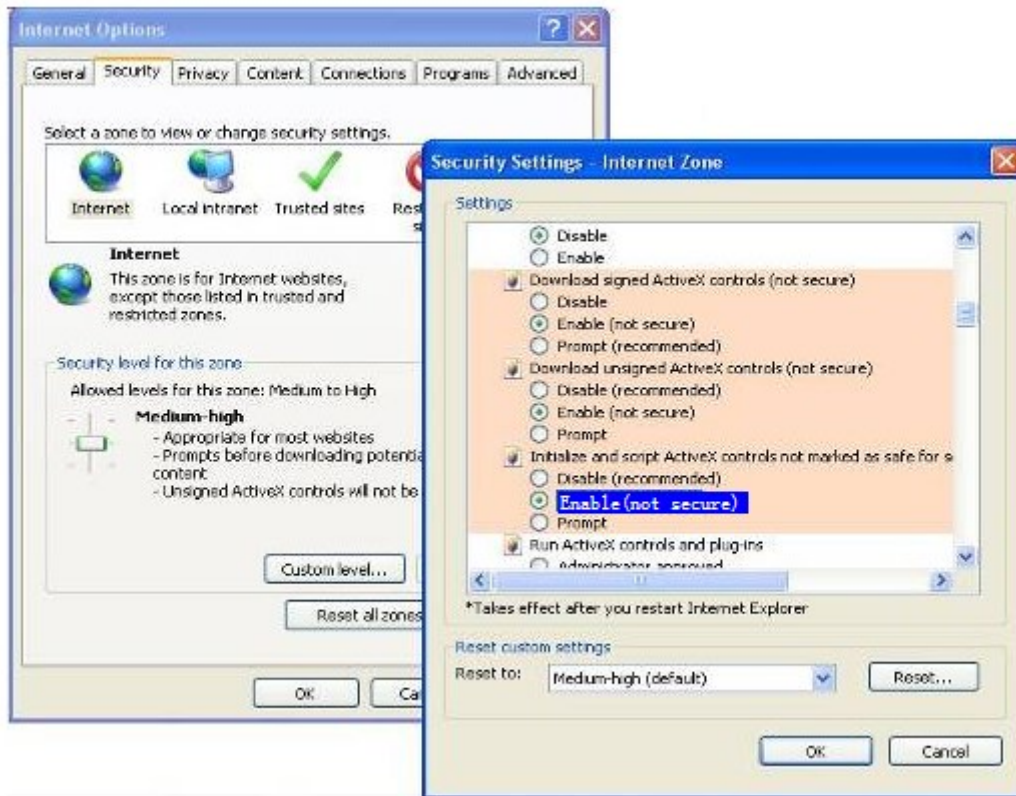 Internet Options
General Security Privacy Content Connections Programs Advanced
Select a zone to view or change security settings.
Internet Local intranet Trusted sites
Internet
This zone is for Internet websites,
except those listed in trusted and
restricted zones.
Security level for this zone
Allowed levels for this zone: Medium to High
Medium-high
- Appropriate for most websites
- Prompts before downloading
content
- Unsigned ActiveX controls will not be
Custom level...
Reset all zones
OK
Security Settings - Internet Zone
Settings
Disable
Enable
Download signed ActiveX controls (not secure)
Disable
Enable (not secure)
Prompt (recommended)
Download unsigned ActiveX controls (not secure)
Disable (recommended)
Enable (not secure)
Prompt
Initialize and script ActiveX controls not marked as safe for s
Disable (recommended)
Enable(not secure)
Prompt
Run ActiveX controls and plug-ins
Administrator approved
*Takes effect after you restart Internet Explorer
Reset custom settings
Reset to: Medium-high (default) Reset...
OK Cancel